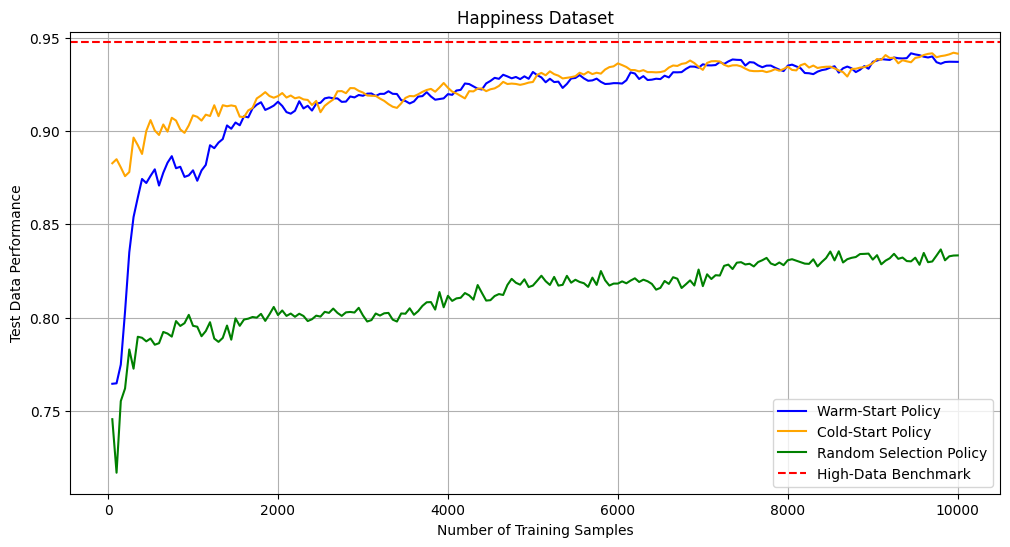 Happiness Dataset
Test Data Performance
0.95
0.90
0.85
0.80
0.75
0
2000
4000
6000
8000
10000
Number of Training Samples
Warm-Start Policy
Cold-Start Policy
Random Selection Policy
High-Data Benchmark